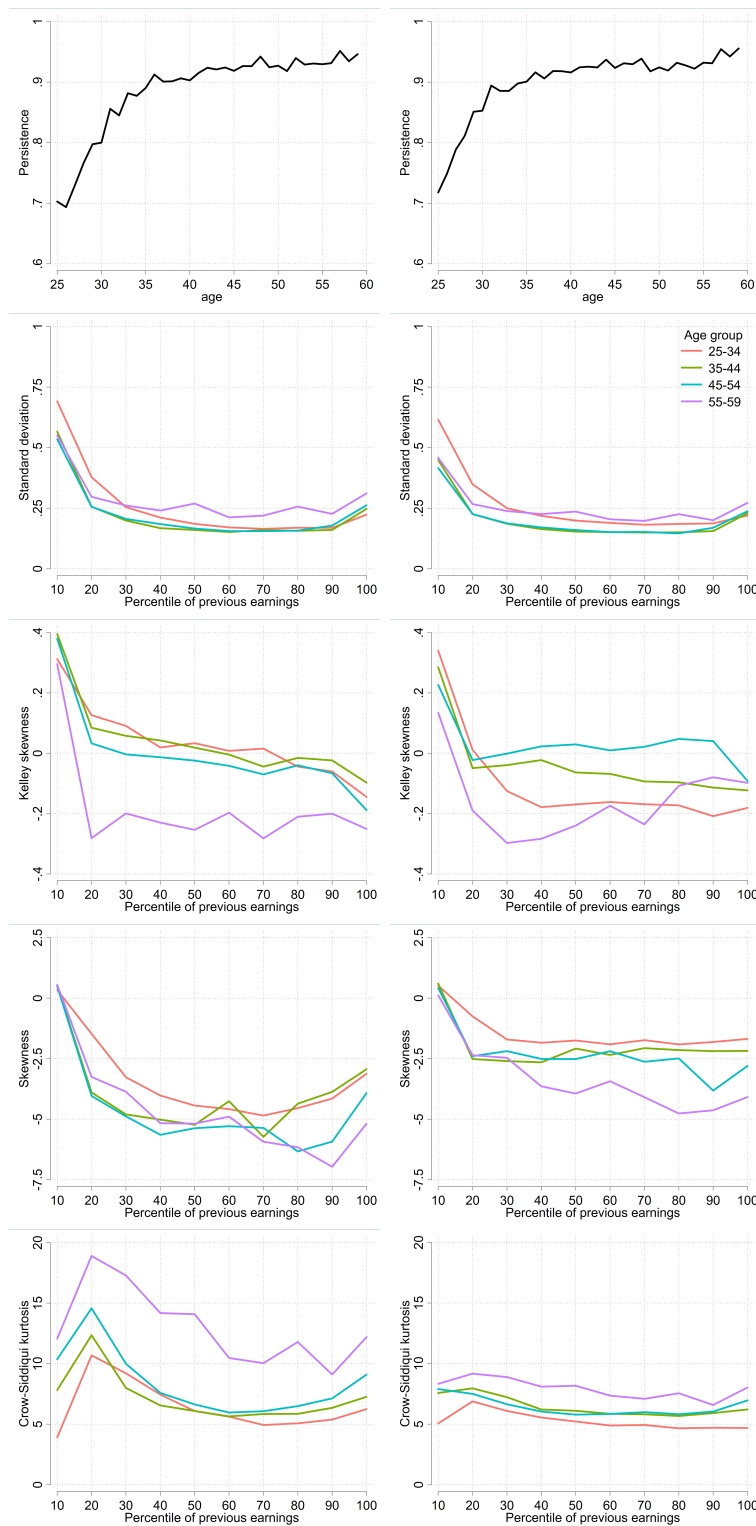 Persistence
1
.9
.8
.7
.6
25 30 35 40 45 50 55 60
age
Persistence
1
.9
.8
.7
.6
25 30 35 40 45 50 55 60
age
Standard deviation
1
.75
.5
.25
0
10 20 30 40 50 60 70 80 90 100
Percentile of previous earnings
Standard deviation
1
.75
.5
.25
0
Age group
25-34
35-44
45-54
55-59
10 20 30 40 50 60 70 80 90 100
Percentile of previous earnings
Kelley skewness
.4
.2
0
-.2
-.4
10 20 30 40 50 60 70 80 90 100
Percentile of previous earnings
Kelley skewness
.4
.2
0
-.2
-.4
10 20 30 40 50 60 70 80 90 100
Percentile of previous earnings
Skewness
2.5
0
-2.5
-5
-7.5
10 20 30 40 50 60 70 80 90 100
Percentile of previous earnings
Skewness
2.5
0
-2.5
-5
-7.5
10 20 30 40 50 60 70 80 90 100
Percentile of previous earnings
Crow-Siddiqui kurtosis
20
15
10
5
0
10 20 30 40 50 60 70 80 90 100
Percentile of previous earnings
Crow-Siddiqui kurtosis
20
15
10
5
0
10 20 30 40 50 60 70 80 90 100
Percentile of previous earnings